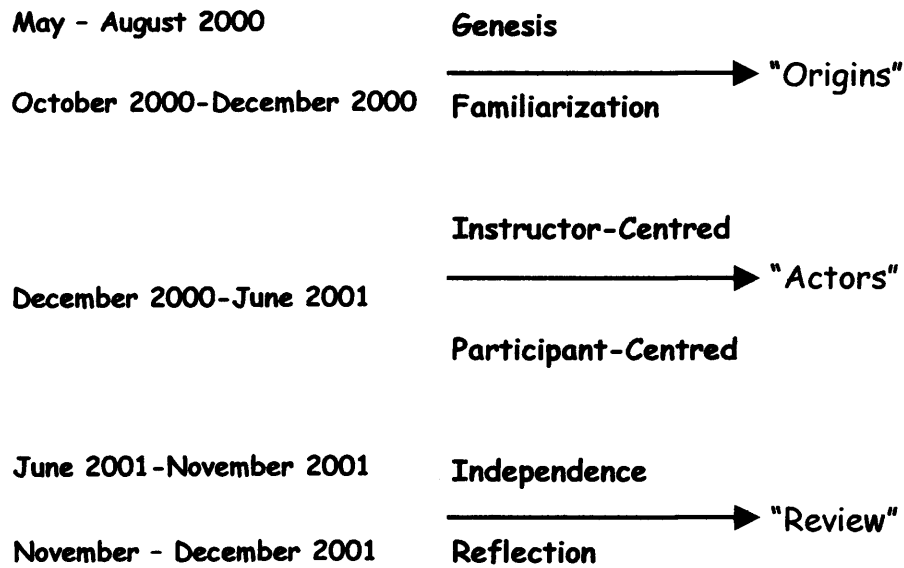 May - August 2000 Genesis
"Origins"
October 2000-December 2000 Familiarization
Instructor-Centred
December 2000-June 2001 "Actors"
Participant-Centred
June 2001-November 2001 Independence
"Review"
November - December 2001 Reflection